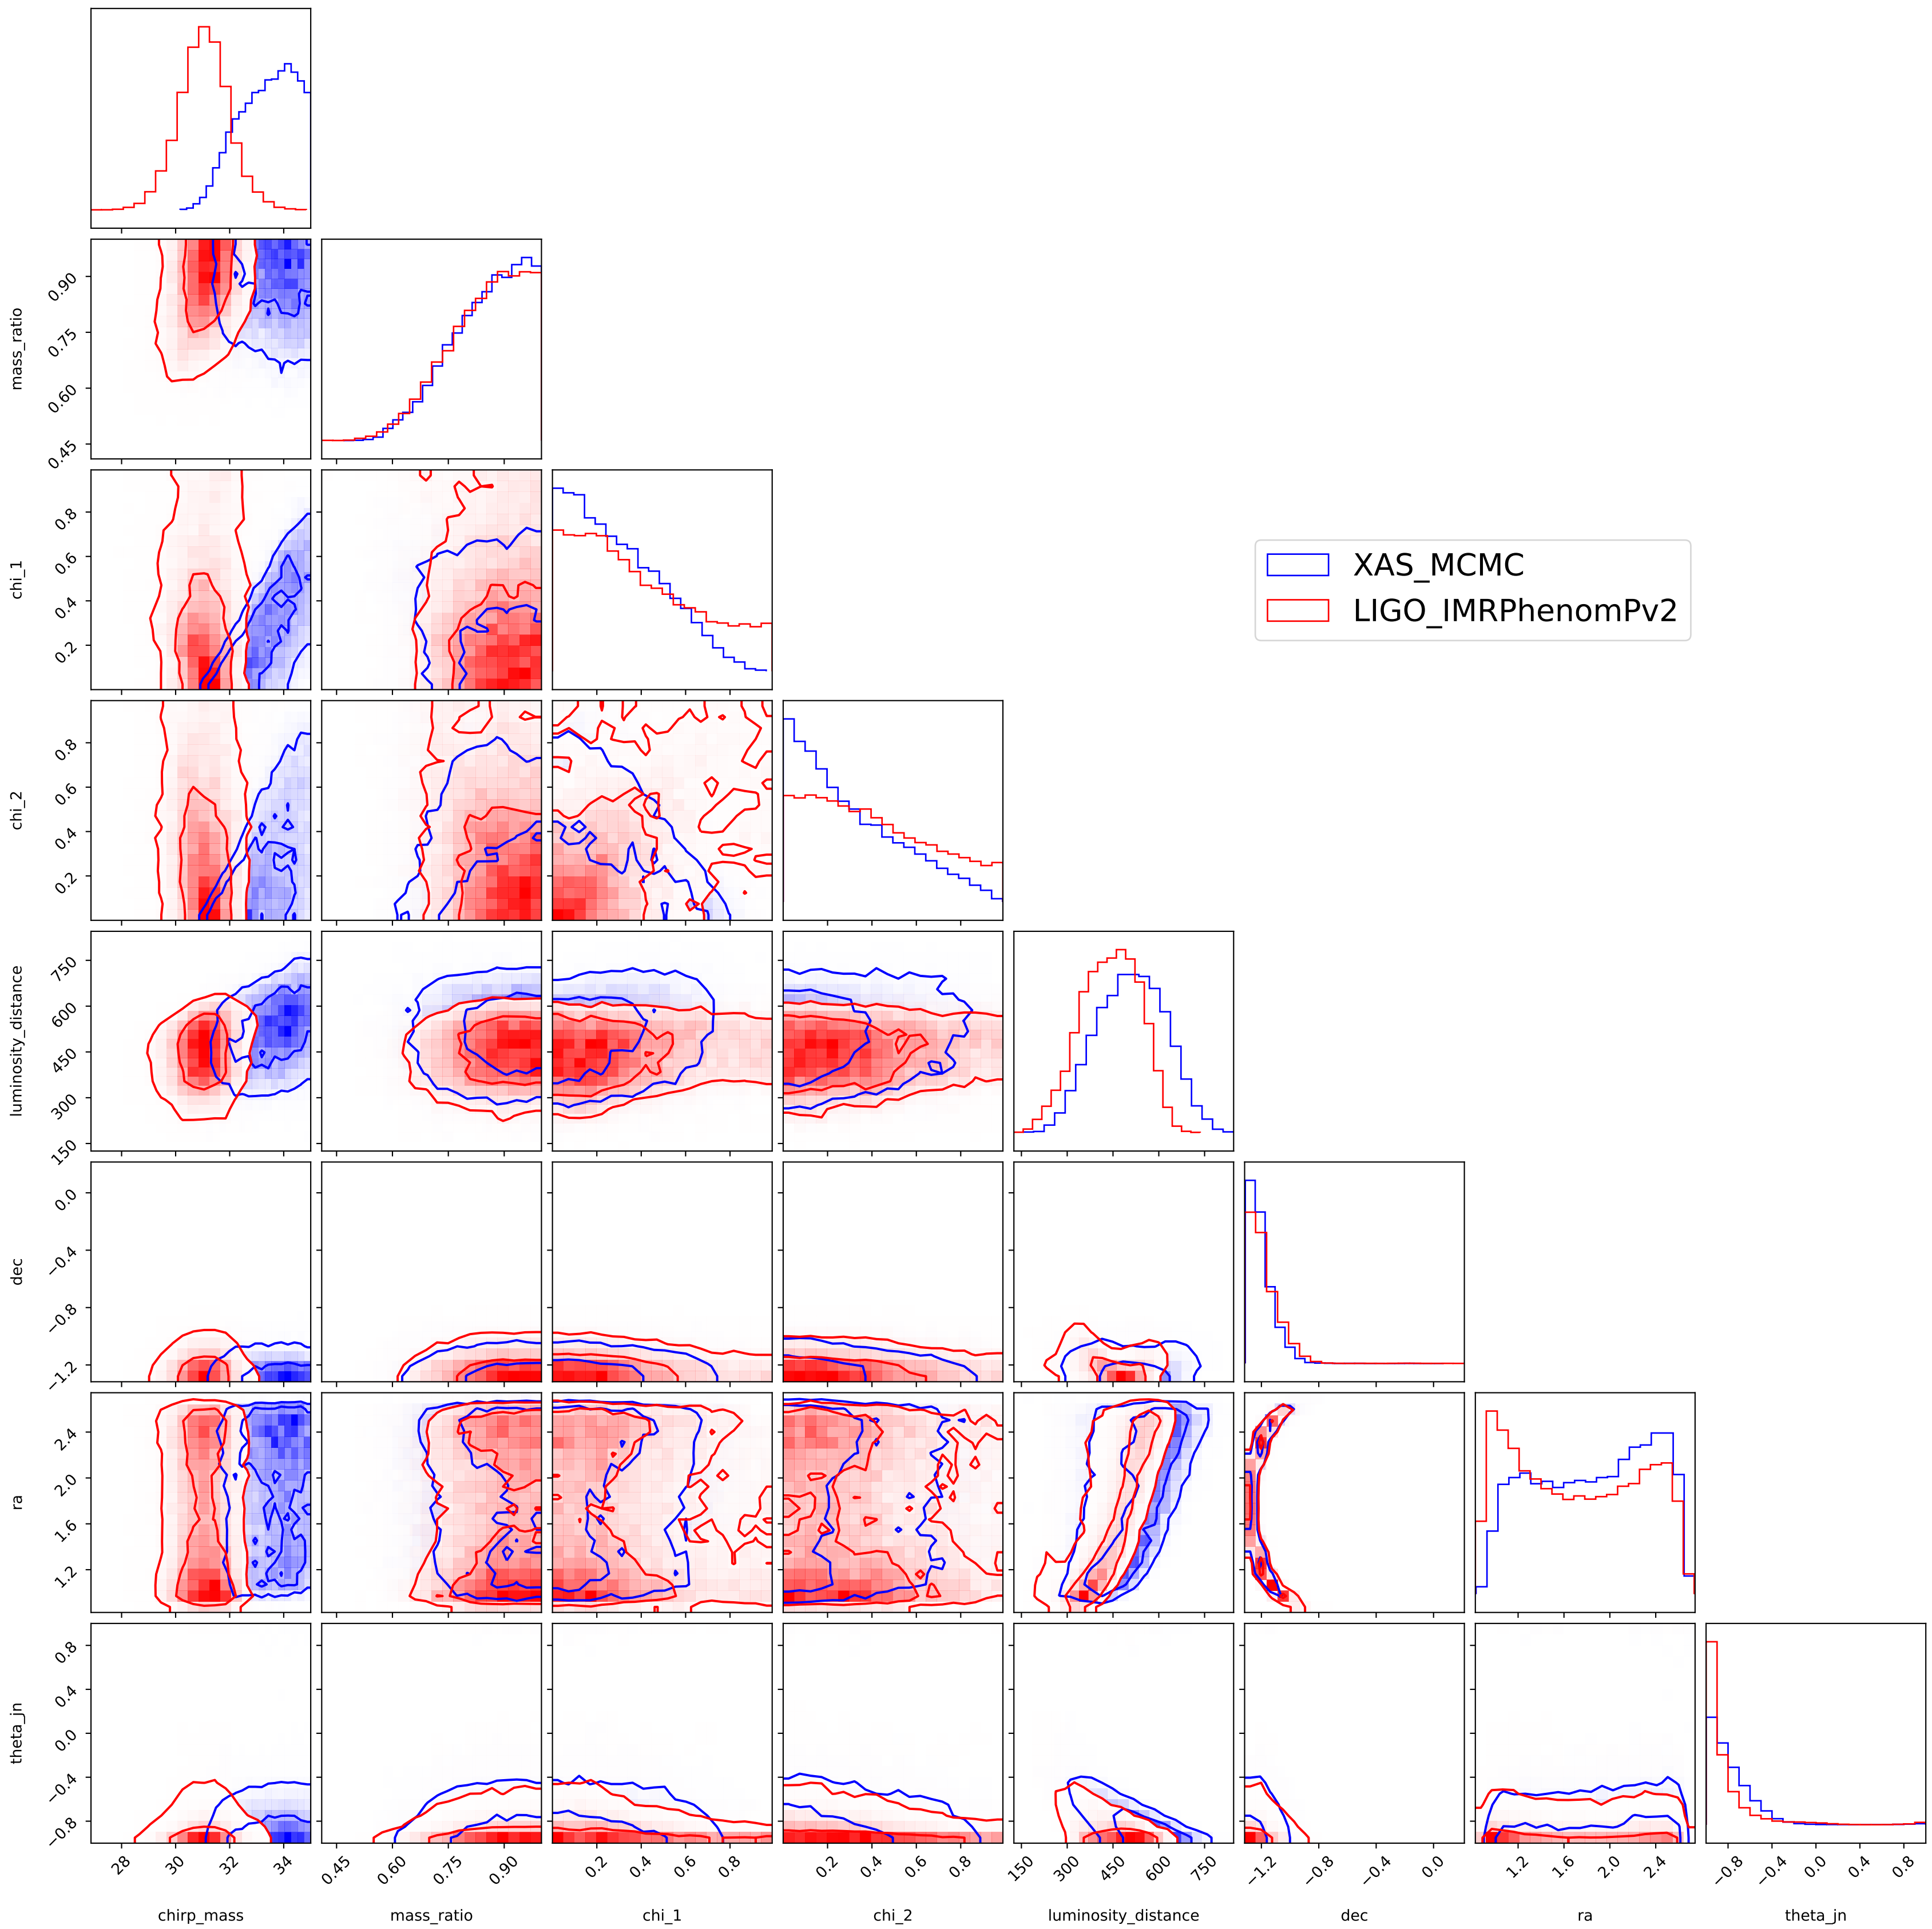 mass_ratio
0.90
0.75
0.60
0.45
chi_1
0.8
0.6
0.4
0.2
XAS_MCMC
LIGO_IMRPhenomPv2
chi_2
0.8
0.6
0.4
0.2
luminosity_distance
750
600
450
300
150
dec
0.0
−0.4
−0.8
−1.2
ra
2.4
2.0
1.6
1.2
theta_jn
0.8
0.4
0.0
−0.4
−0.8
28 30 32 34 0.45 0.60 0.75 0.90 0.2 0.4 0.6 0.8 0.2 0.4 0.6 0.8 150 300 450 600 750 −1.2 −0.8 −0.4 0.0 1.2 1.6 2.0 2.4 −0.8 −0.4 0.0 0.4 0.8
chirp_mass mass_ratio chi_1 chi_2 luminosity_distance dec ra theta_jn